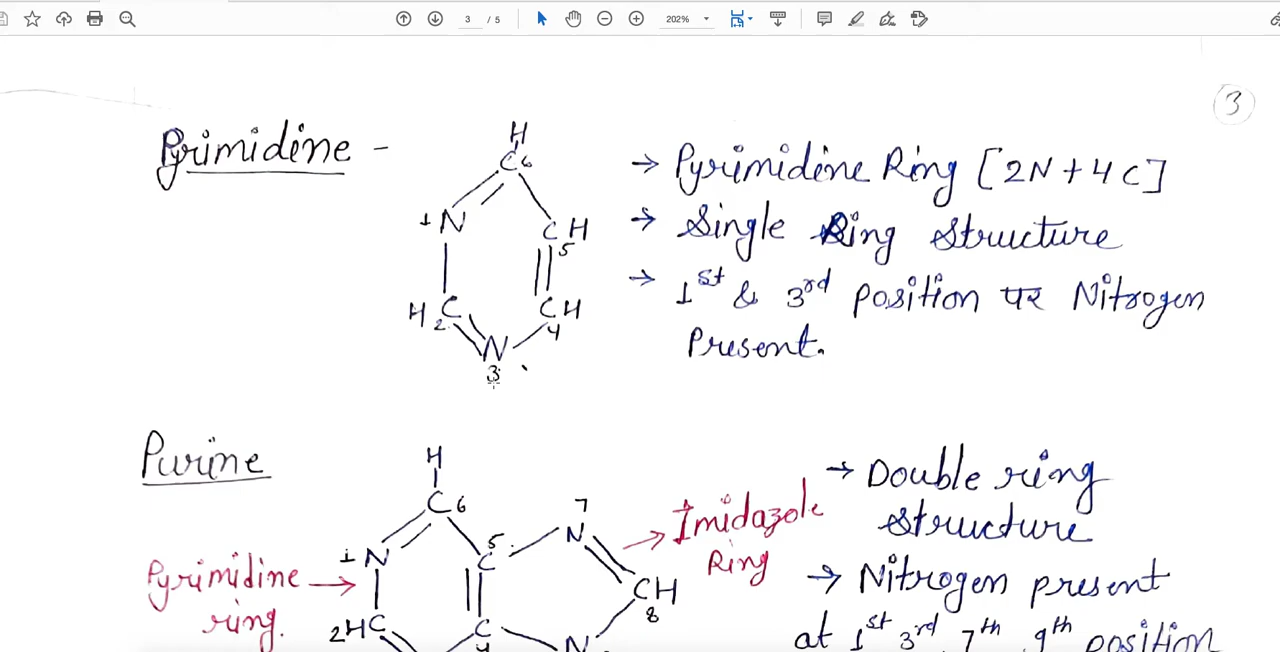 3 / 5
202%
3
Pyrimidine -
H
C6
1N
CH
5
H C
2
CH
4
N
3
→ Pyrimidine Ring [2N + 4C]
→ Single Ring Structure
→ 1st & 3rd position पर Nitrogen
Present.
Purine
H
C6
1N
5
C
7
N
CH
8
2HC
C
4
N
Pyrimidine →
ring.
→ Imidazole
Ring
→ Double ring
structure
→ Nitrogen present
at 1st 3rd, 7th, 9th position